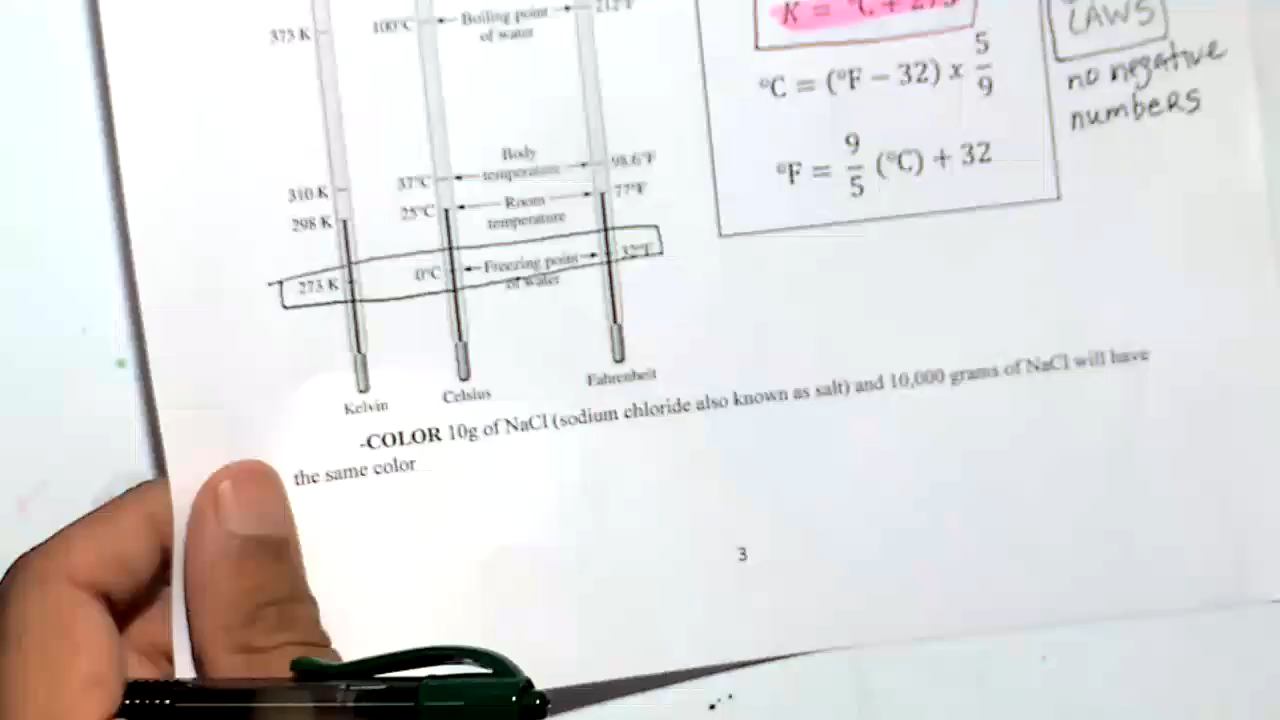 373 K
100°C
Boiling point
of water
212°F
K = °C + 273
°C = (°F − 32) x 5/9
°F = 9/5 (°C) + 32
LAWS
no negative
numbers
310 K
37°C
Body
temperature
98.6°F
298 K
25°C
Room
temperature
77°F
273 K
0°C
Freezing point
of water
32°F
Kelvin
Celsius
Fahrenheit
-COLOR 10g of NaCl (sodium chloride also known as salt) and 10,000 grams of NaCl will have
the same color
3